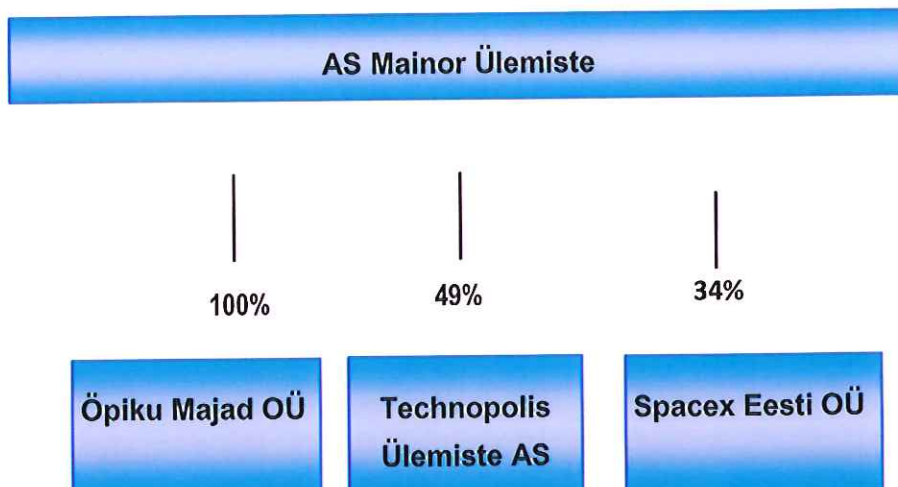 AS Mainor Ülemiste
100%
49%
34%
Öpiku Majad OÜ
Technopolis
Ülemiste AS
Spacex Eesti OÜ